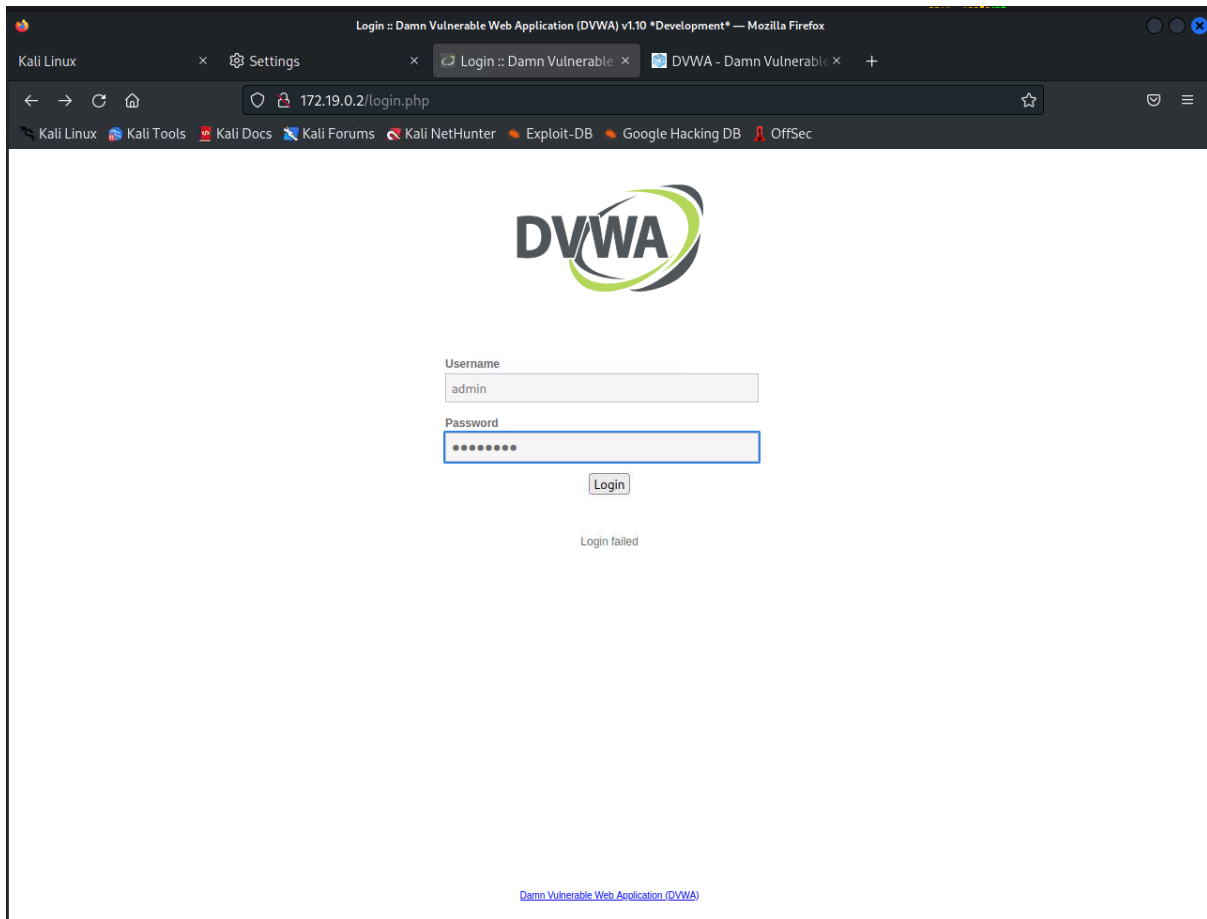 Login :: Damn Vulnerable Web Application (DVWA) v1.10 *Development* — Mozilla Firefox
Kali Linux × Settings × Login :: Damn Vulnerable × DVWA - Damn Vulnerable × +
172.19.0.2/login.php
Kali Linux Kali Tools Kali Docs Kali Forums Kali NetHunter Exploit-DB Google Hacking DB OffSec
DVWA
Username
admin
Password
••••••••
Login
Login failed
Damn Vulnerable Web Application (DVWA)